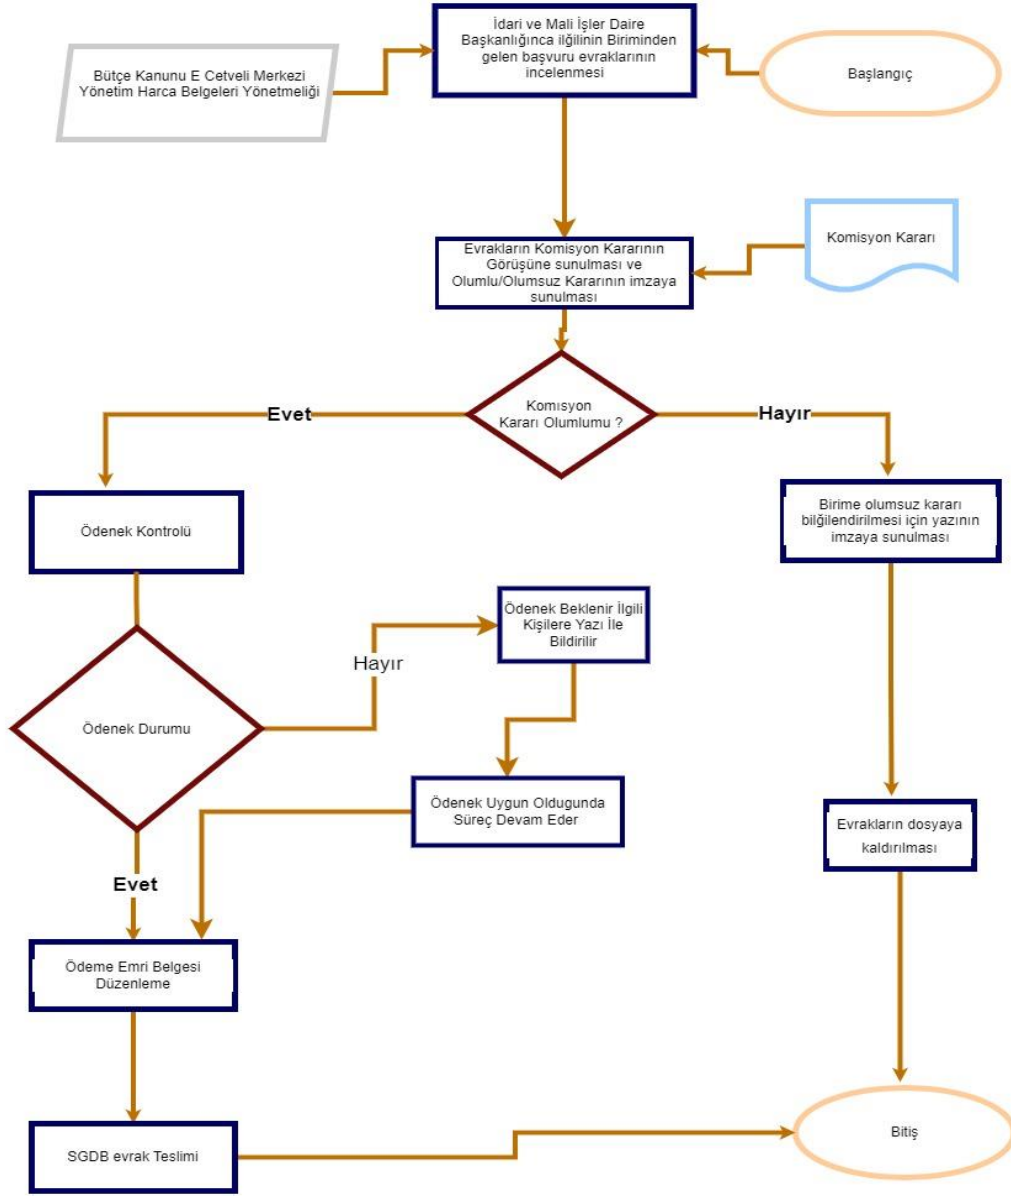 İdari ve Mali İşler Daire
Başkanlığınca ilğilinin Biriminden
gelen başvuru evraklarının
incelenmesi
Bütçe Kanunu E Cetveli Merkezi
Yönetim Harca Belgeleri Yönetmeliği
Başlangıç
Evrakların Komisyon Kararının
Görüşüne sunulması ve
Olumlu/Olumsuz Kararının imzaya
sunulması
Komisyon Kararı
Komısyon
Kararı Olumlumu ?
Evet
Hayır
Ödenek Kontrolü
Birime olumsuz kararı
bilğilendirilmesi için yazının
imzaya sunulması
Ödenek Beklenir İlgili
Kişilere Yazı İle
Bildirilir
Hayır
Ödenek Durumu
Ödenek Uygun Oldugunda
Süreç Devam Eder
Evrakların dosyaya
kaldırılması
Evet
Ödeme Emri Belgesi
Düzenleme
SGDB evrak Teslimi
Bitiş